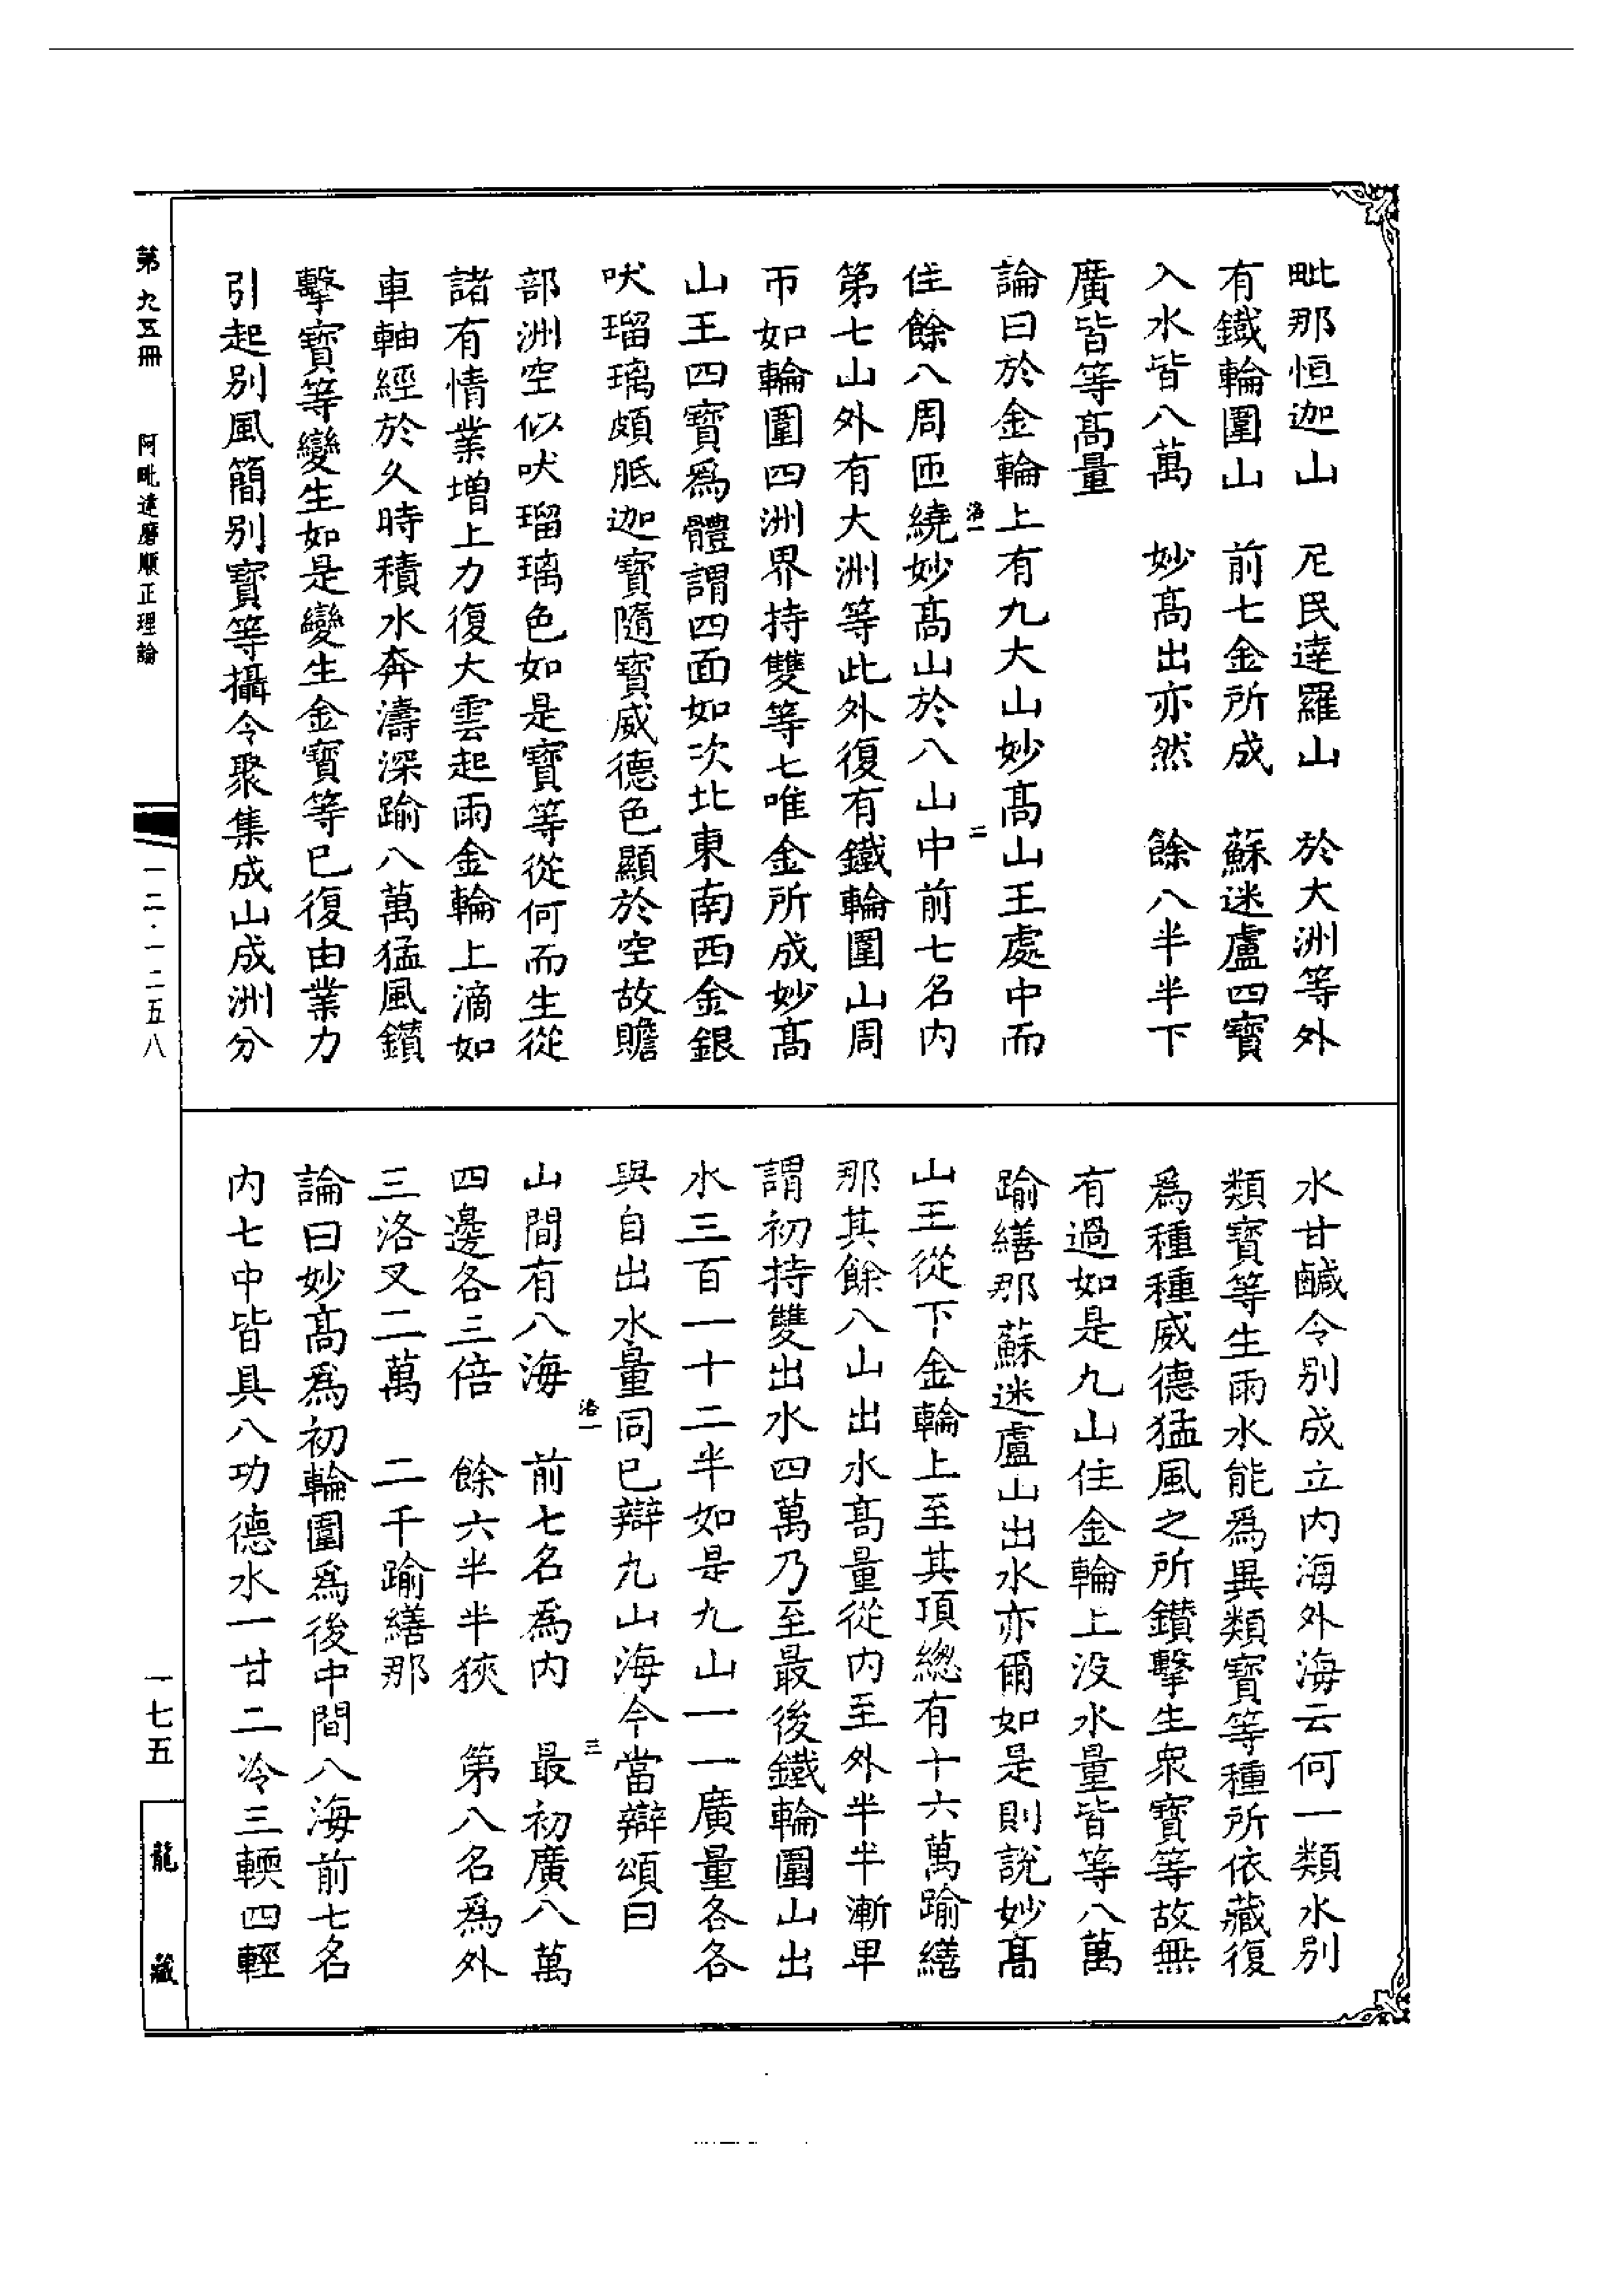 毗那恒迦山　尼民達羅山　於大洲等外
有鐵輪圍山　前七金所成　蘇迷盧四寶
入水皆八萬　妙高出亦然　餘八半半下
廣皆等高量
論曰於金輪上有九大山妙高山王處中而
住餘八周匝繞妙高山於八山中前七名內
第七山外有大洲等此外復有鐵輪圍山周
帀如輪圍四洲界持雙等七唯金所成妙高
山王四寶爲體謂四面如次北東南西金銀
吠瑠璃頗胝迦寶隨寶威德色顯於空故贍
部洲空似吠瑠璃色如是寶等從何而生從
諸有情業增上力復大雲起雨金輪上滴如
車軸經於久時積水奔濤深踰八萬猛風鑽
擊寶等變生如是變生金寶等已復由業力
引起別風簡別寶等攝令聚集成山成洲分
洛一
二
水甘鹹令別成立內海外海云何一類水別
類寶等生雨水能爲異類寶等種所依藏復
爲種種威德猛風之所鑽擊生衆寶等故無
有過如是九山住金輪上没水量皆等八萬
踰繕那蘇迷盧山出水亦爾如是則說妙高
山王從下金輪上至其頂總有十六萬踰繕
那其餘八山出水高量從內至外半半漸卑
謂初持雙出水四萬乃至最後鐵輪圍山出
水三百一十二半如是九山一一廣量各各
與自出水量同已辯九山海今當辯頌曰
山間有八海　前七名爲內　最初廣八萬
四邊各三倍　餘六半半狹　第八名爲外
三洛叉二萬　二千踰繕那
論曰妙高爲初輪圍爲後中間八海前七名
內七中皆具八功德水一甘二冷三輭四輕
洛一
三
第九五冊　阿毗達磨順正理論
一二·一二五八
一七五
龍藏